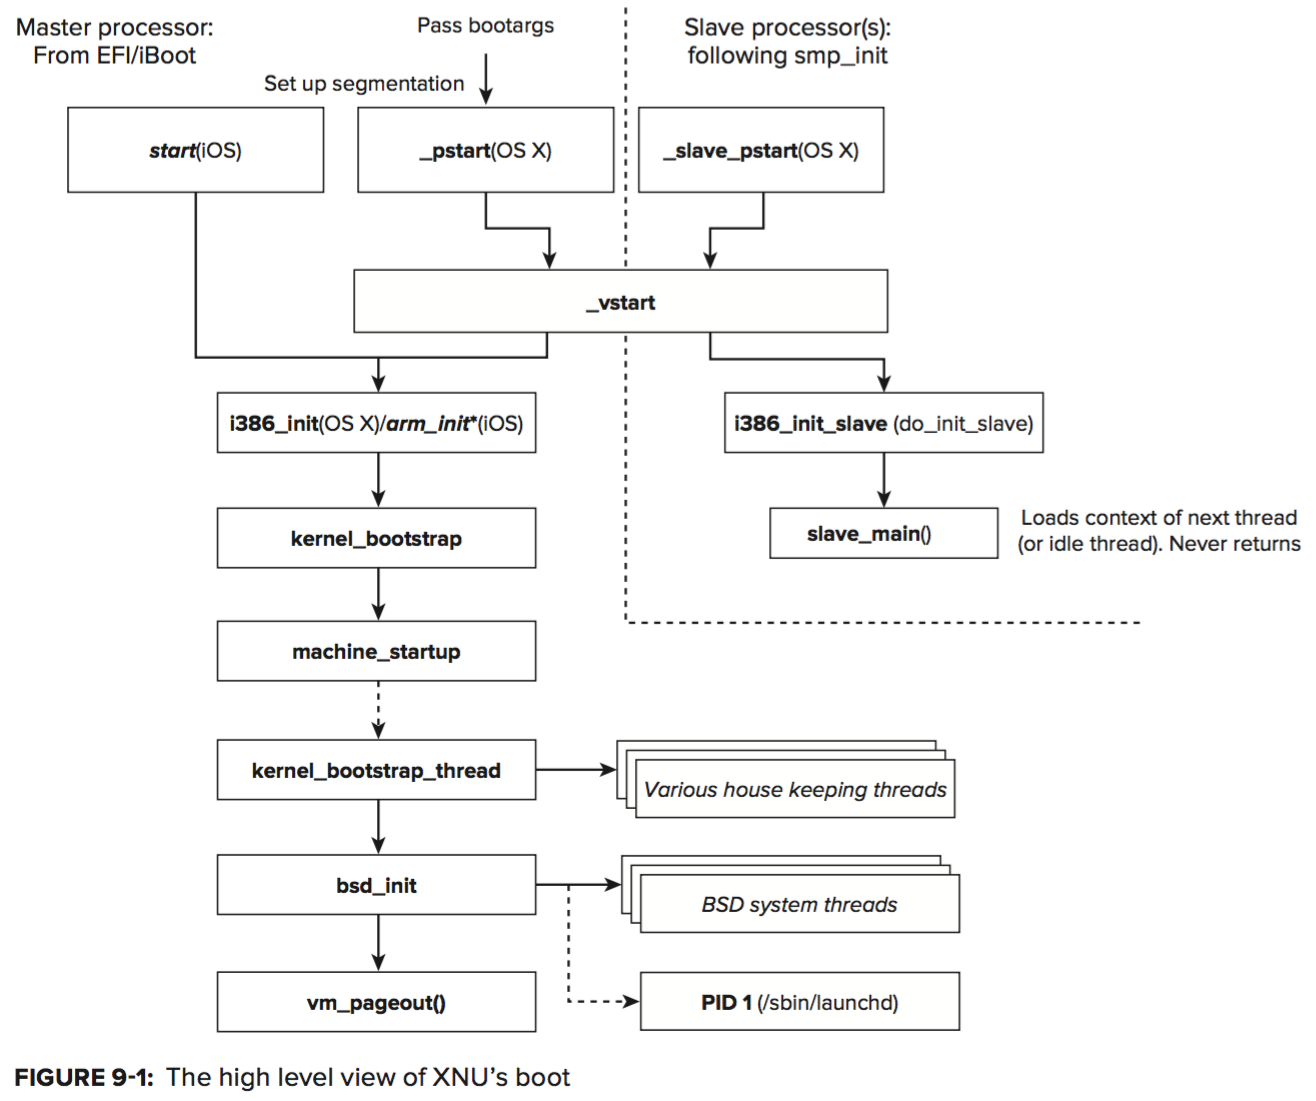 Master processor:
From EFI/iBoot
Pass bootargs
Slave processor(s):
following smp_init
Set up segmentation
start(iOS)
_pstart(OS X)
_slave_pstart(OS X)
_vstart
i386_init(OS X)/arm_init*(iOS)
i386_init_slave (do_init_slave)
kernel_bootstrap
slave_main()
Loads context of next thread
(or idle thread). Never returns
machine_startup
kernel_bootstrap_thread
Various house keeping threads
bsd_init
BSD system threads
vm_pageout()
PID 1 (/sbin/launchd)
FIGURE 9-1: The high level view of XNU’s boot